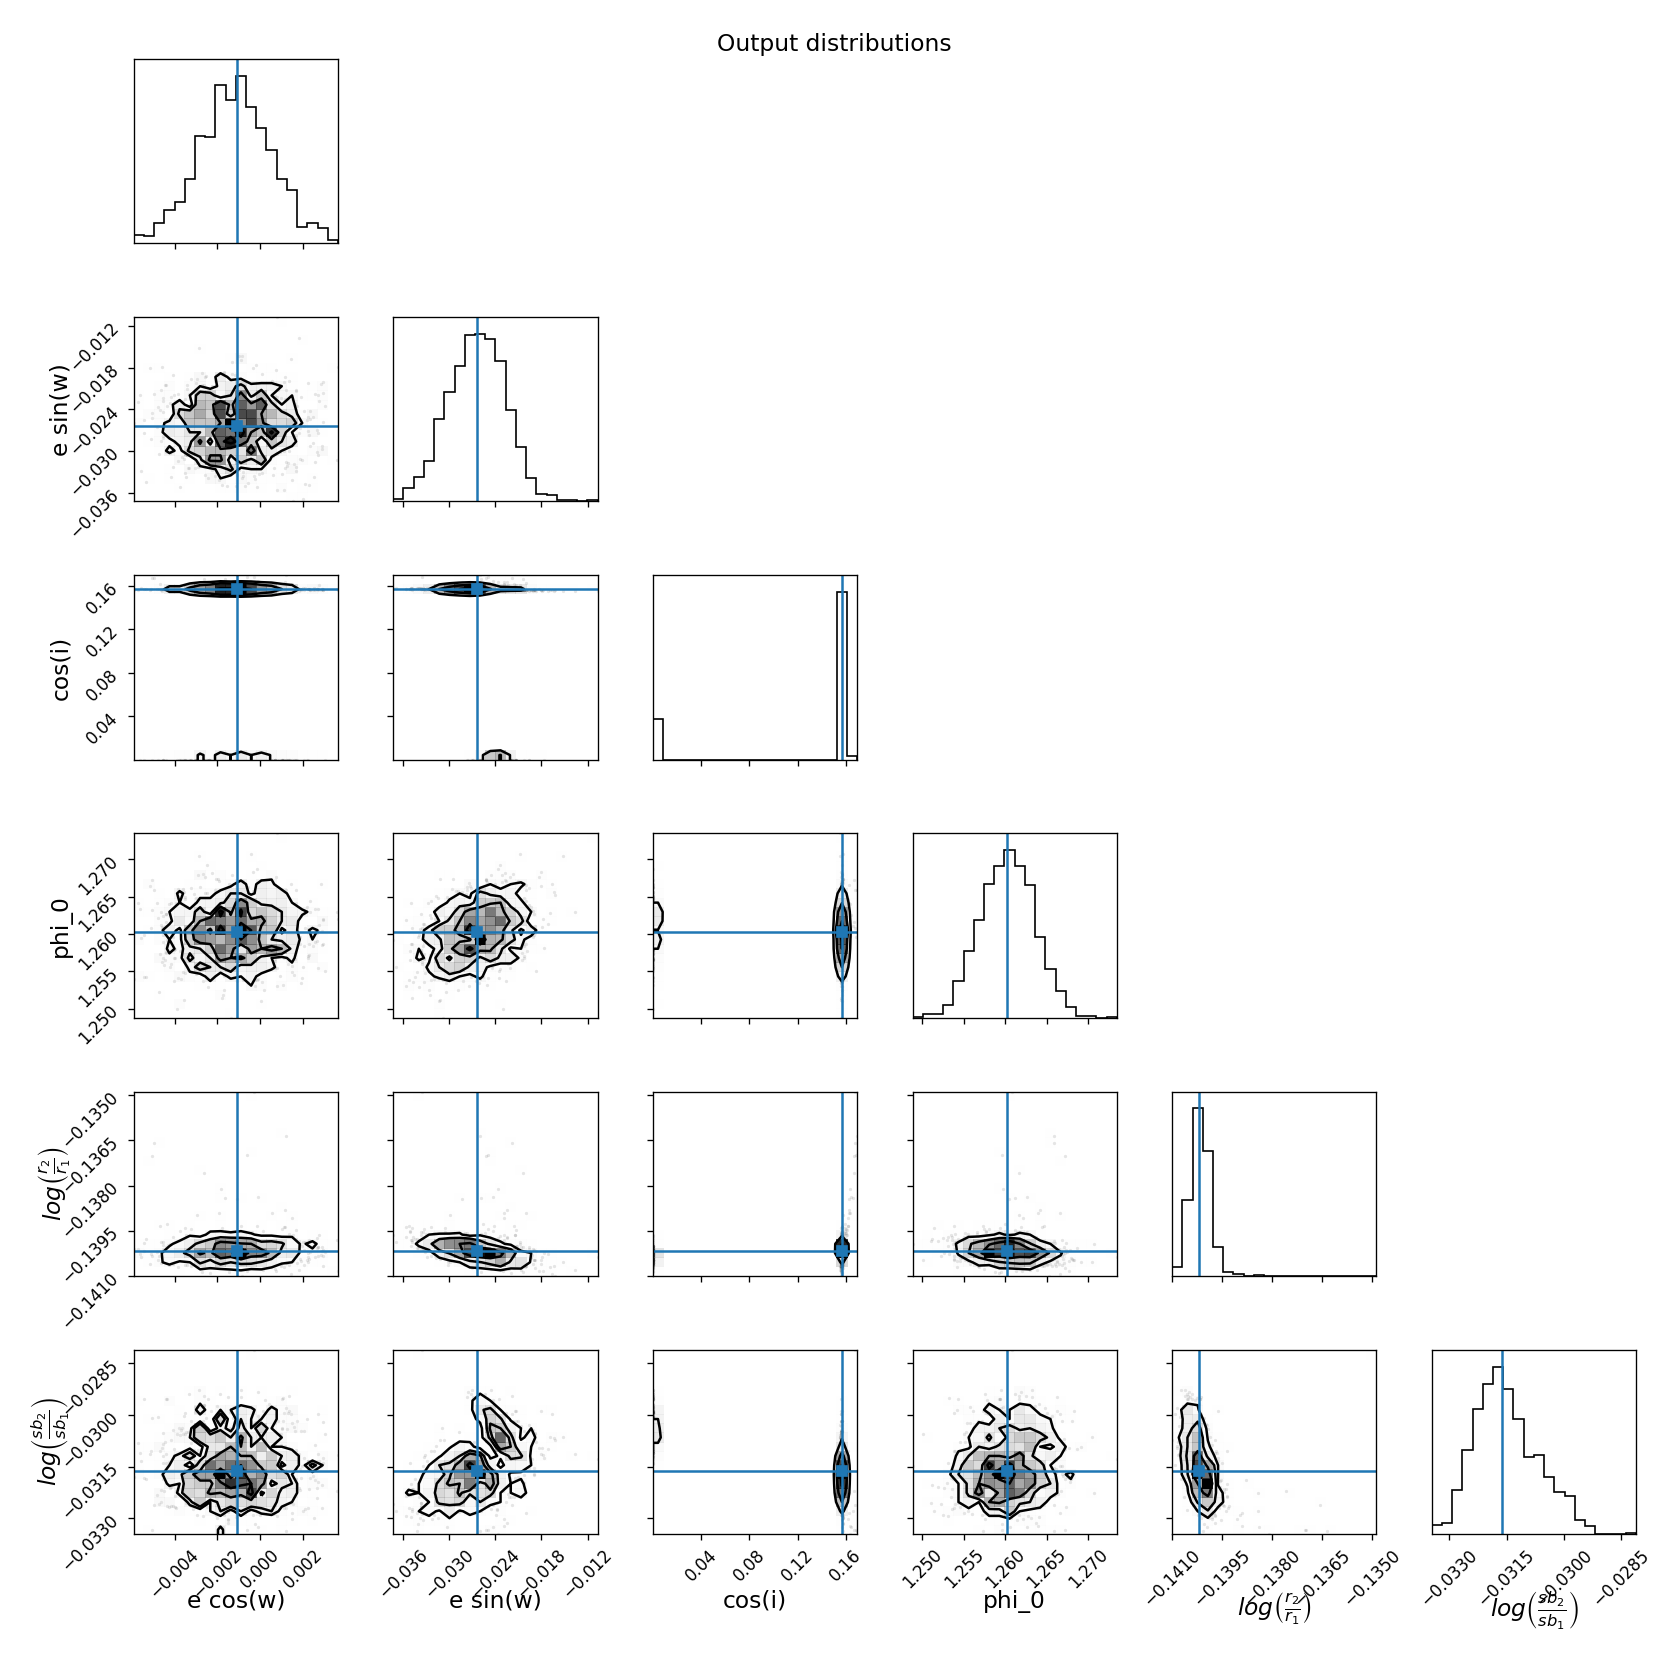 Output distributions
e sin(w)
−0.012
−0.018
−0.024
−0.030
−0.036
cos(i)
0.16
0.12
0.08
0.04
phi_0
1.270
1.265
1.260
1.255
1.250
log(r2/r1)
−0.1350
−0.1365
−0.1380
−0.1395
−0.1410
log(sb2/sb1)
−0.0285
−0.0300
−0.0315
−0.0330
−0.004 −0.002 0.000 0.002
e cos(w)
−0.036 −0.030 −0.024 −0.018 −0.012
e sin(w)
0.04 0.08 0.12 0.16
cos(i)
1.250 1.255 1.260 1.265 1.270
phi_0
−0.1410 −0.1395 −0.1380 −0.1365 −0.1350
log(r2/r1)
−0.0330 −0.0315 −0.0300 −0.0285
log(sb2/sb1)